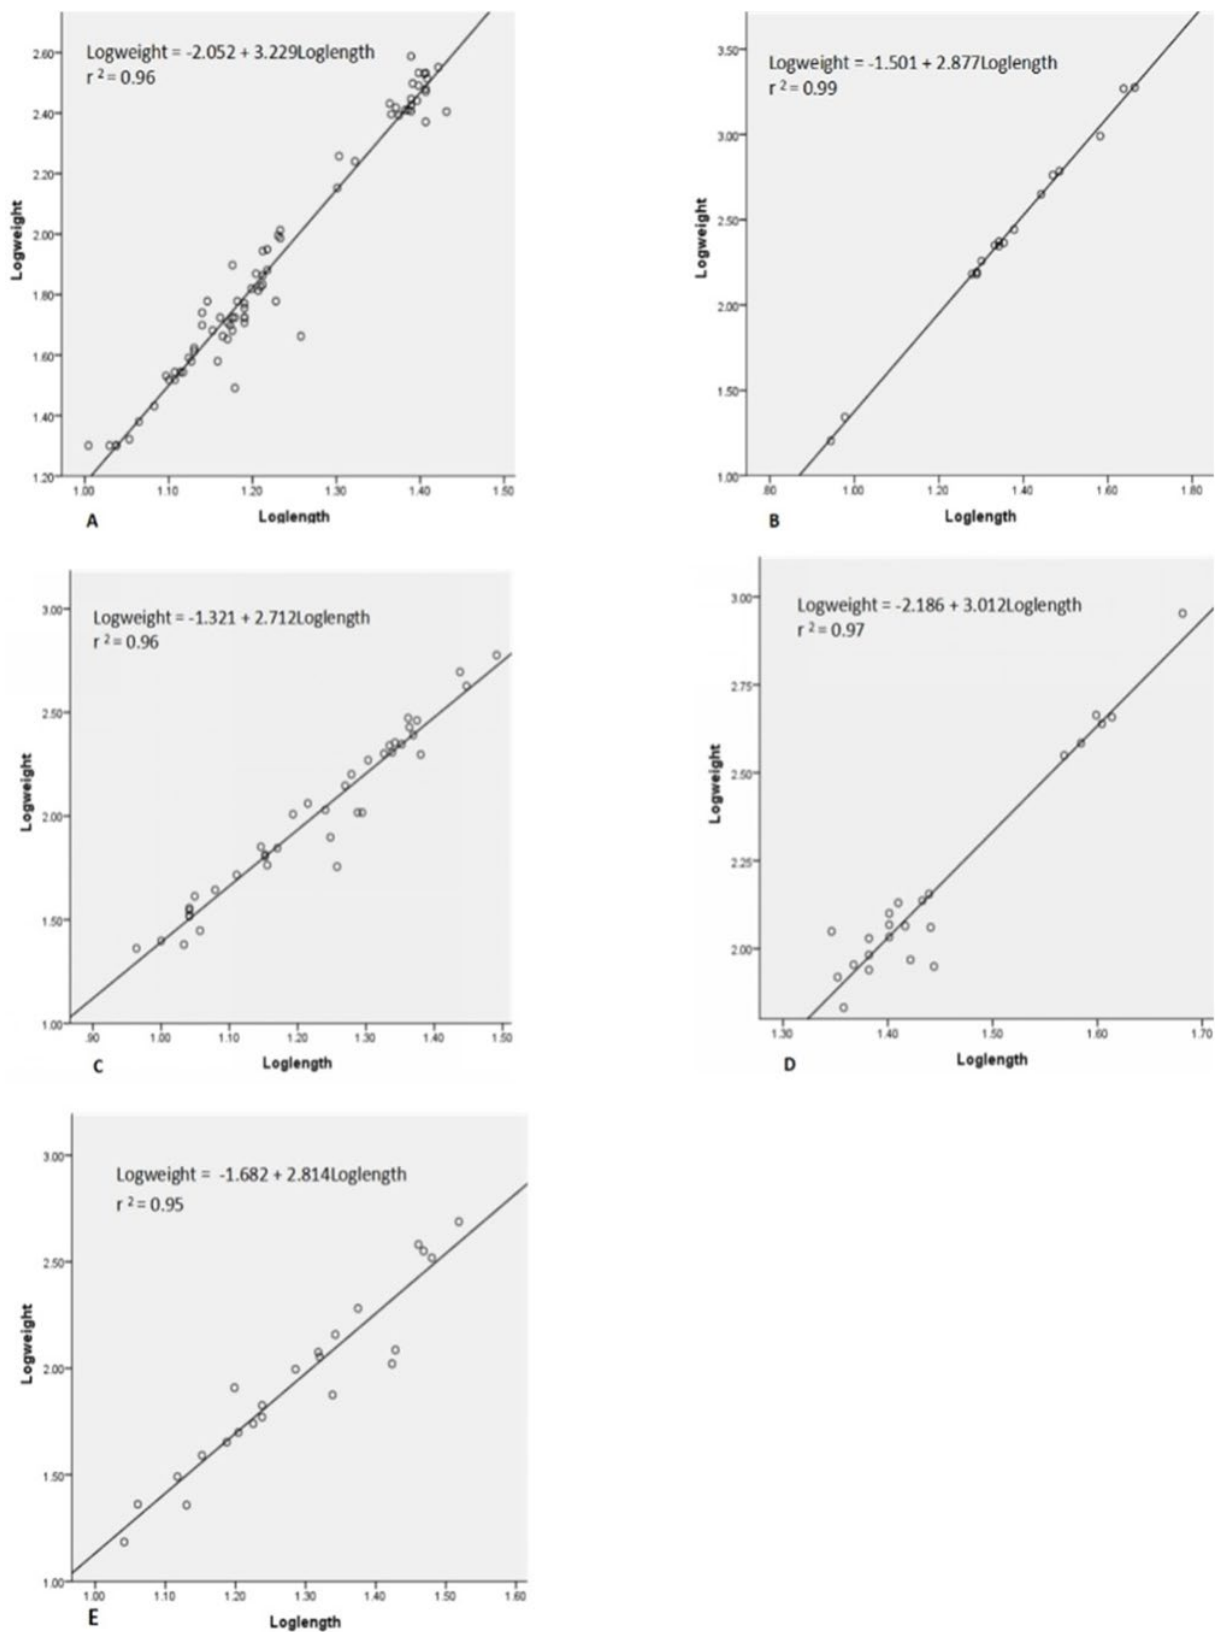 Logweight = -2.052 + 3.229Loglength
r 2 = 0.96
2.60
2.40
2.20
2.00
1.80
1.60
1.40
1.20
Logweight
1.00 1.10 1.20 1.30 1.40 1.50
Loglength
A
Logweight = -1.501 + 2.877Loglength
r 2 = 0.99
3.50
3.00
2.50
2.00
1.50
1.00
Logweight
.80 1.00 1.20 1.40 1.60 1.80
Loglength
B
Logweight = -1.321 + 2.712Loglength
r 2 = 0.96
3.00
2.50
2.00
1.50
1.00
Logweight
.90 1.00 1.10 1.20 1.30 1.40 1.50
Loglength
C
Logweight = -2.186 + 3.012Loglength
r 2 = 0.97
3.00
2.75
2.50
2.25
2.00
Logweight
1.30 1.40 1.50 1.60 1.70
Loglength
D
Logweight = -1.682 + 2.814Loglength
r 2 = 0.95
3.00
2.50
2.00
1.50
1.00
Logweight
1.00 1.10 1.20 1.30 1.40 1.50 1.60
Loglength
E